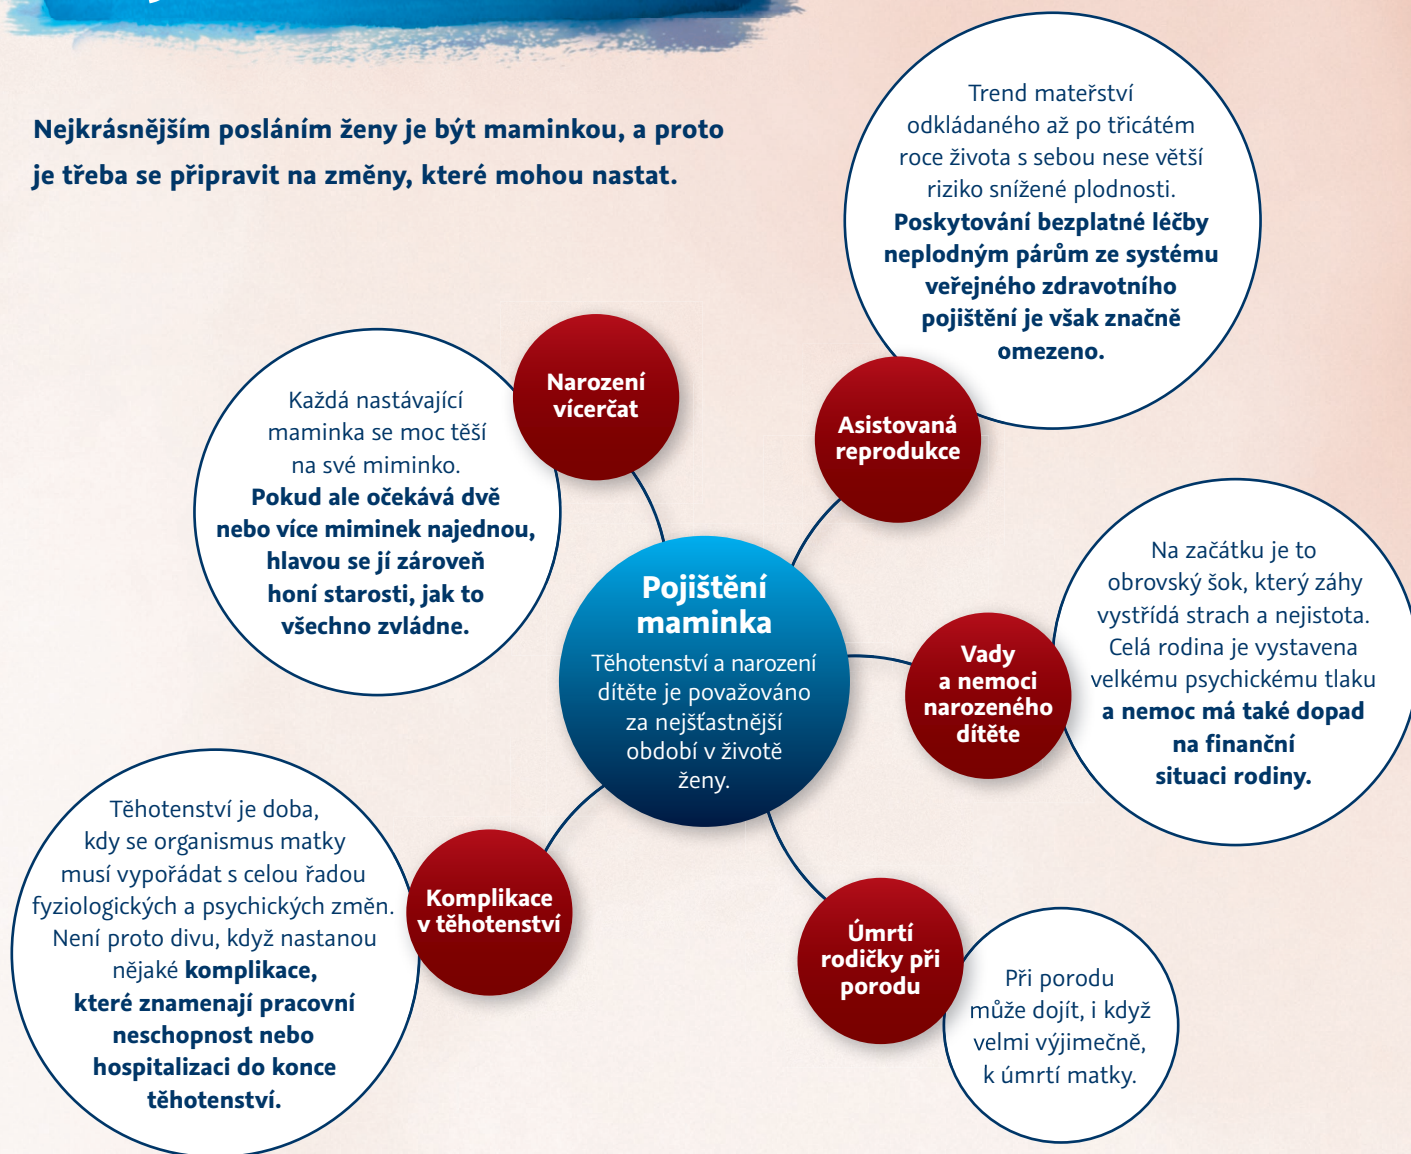 Nejkrásnějším posláním ženy je být maminkou, a proto
je třeba se připravit na změny, které mohou nastat.
Trend mateřství
odkládaného až po třicátém
roce života s sebou nese větší
riziko snížené plodnosti.
Poskytování bezplatné léčby
neplodným párům ze systému
veřejného zdravotního
pojištění je však značně
omezeno.
Asistovaná
reprodukce
Narození
vícerčat
Každá nastávající
maminka se moc těší
na své miminko.
Pokud ale očekává dvě
nebo více miminek najednou,
hlavou se jí zároveň
honí starosti, jak to
všechno zvládne.
Pojištění
maminka
Těhotenství a narození
dítěte je považováno
za nejšťastnější
období v životě
ženy.
Vady
a nemoci
narozeného
dítěte
Na začátku je to
obrovský šok, který záhy
vystřídá strach a nejistota.
Celá rodina je vystavena
velkému psychickému tlaku
a nemoc má také dopad
na finanční
situaci rodiny.
Komplikace
v těhotenství
Těhotenství je doba,
kdy se organismus matky
musí vypořádat s celou řadou
fyziologických a psychických změn.
Není proto divu, když nastanou
nějaké komplikace,
které znamenají pracovní
neschopnost nebo
hospitalizaci do konce
těhotenství.
Úmrtí
rodičky při
porodu
Při porodu
může dojít, i když
velmi výjimečně,
k úmrtí matky.